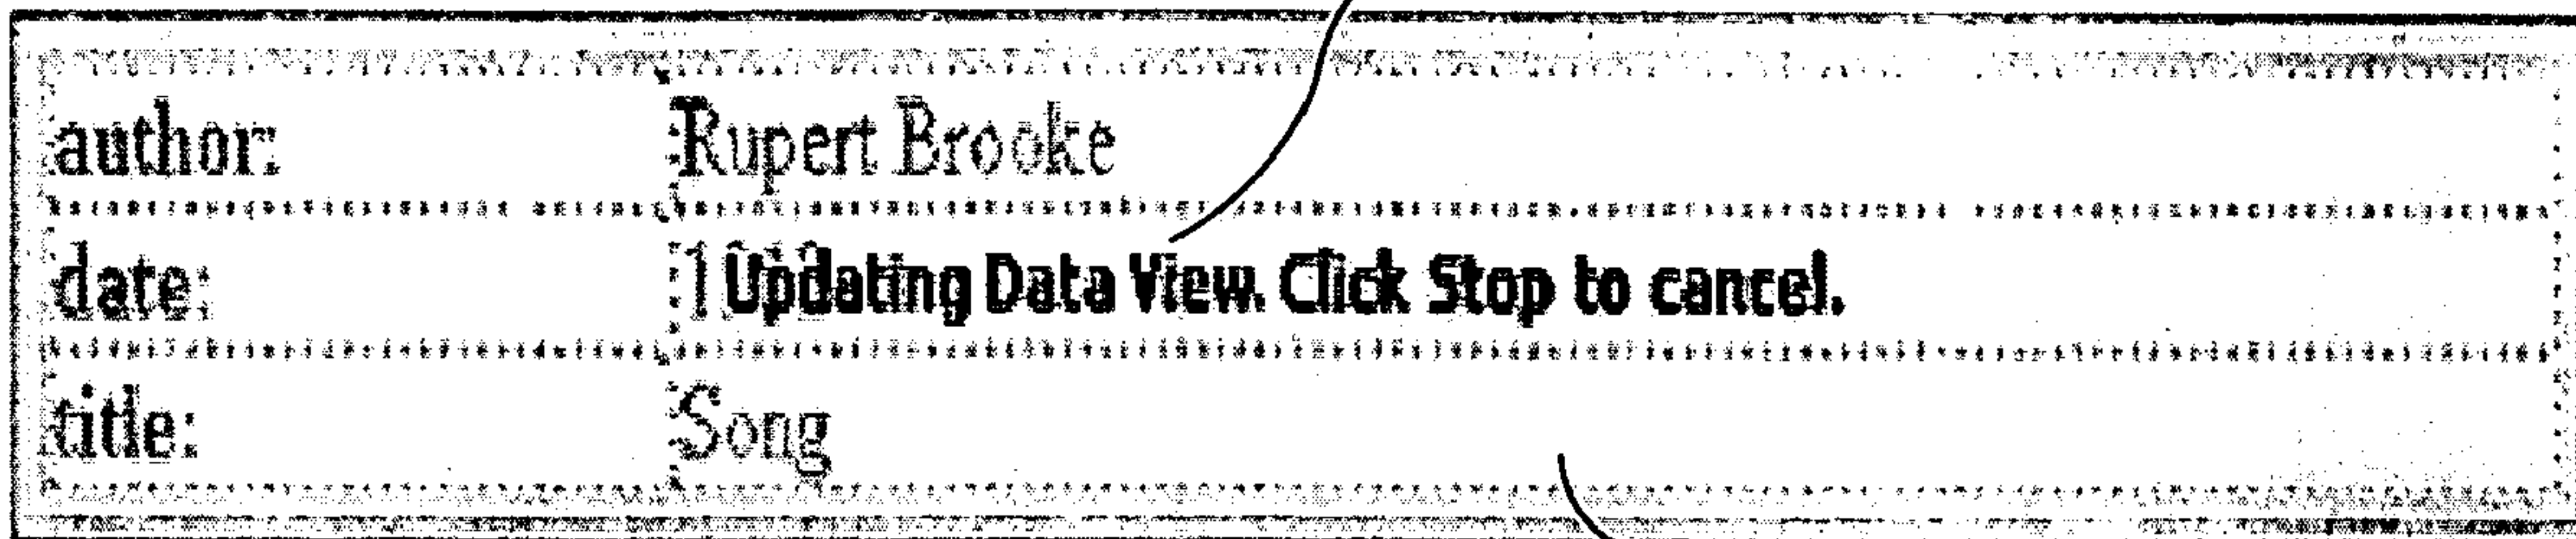 author: Rupert Brooke
date: Updating Data View. Click Stop to cancel.
title: Song